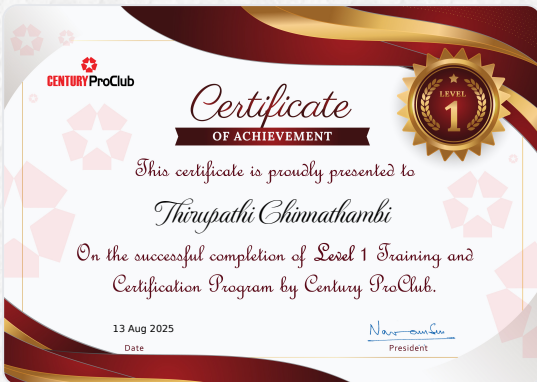 CENTURY ProClub
Certificate
OF ACHIEVEMENT
LEVEL
1
This certificate is proudly presented to
Thirupathi Chinnathambi
On the successful completion of Level 1 Training and
Certification Program by Century ProClub.
13 Aug 2025
Date
President